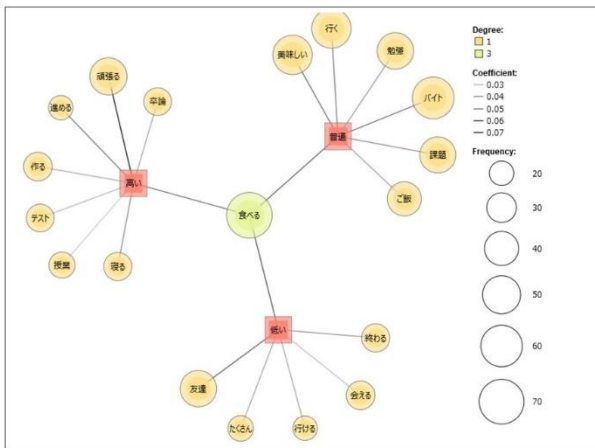 行く
美味しい
勉強
バイト
普通
課題
ご飯
頑張る
進める
卒論
作る
高い
テスト
授業
寝る
食べる
低い
終わる
友達
会える
たくさん
行ける
Degree:
1
3
Coefficient:
0.03
0.04
0.05
0.06
0.07
Frequency:
20
30
40
50
60
70